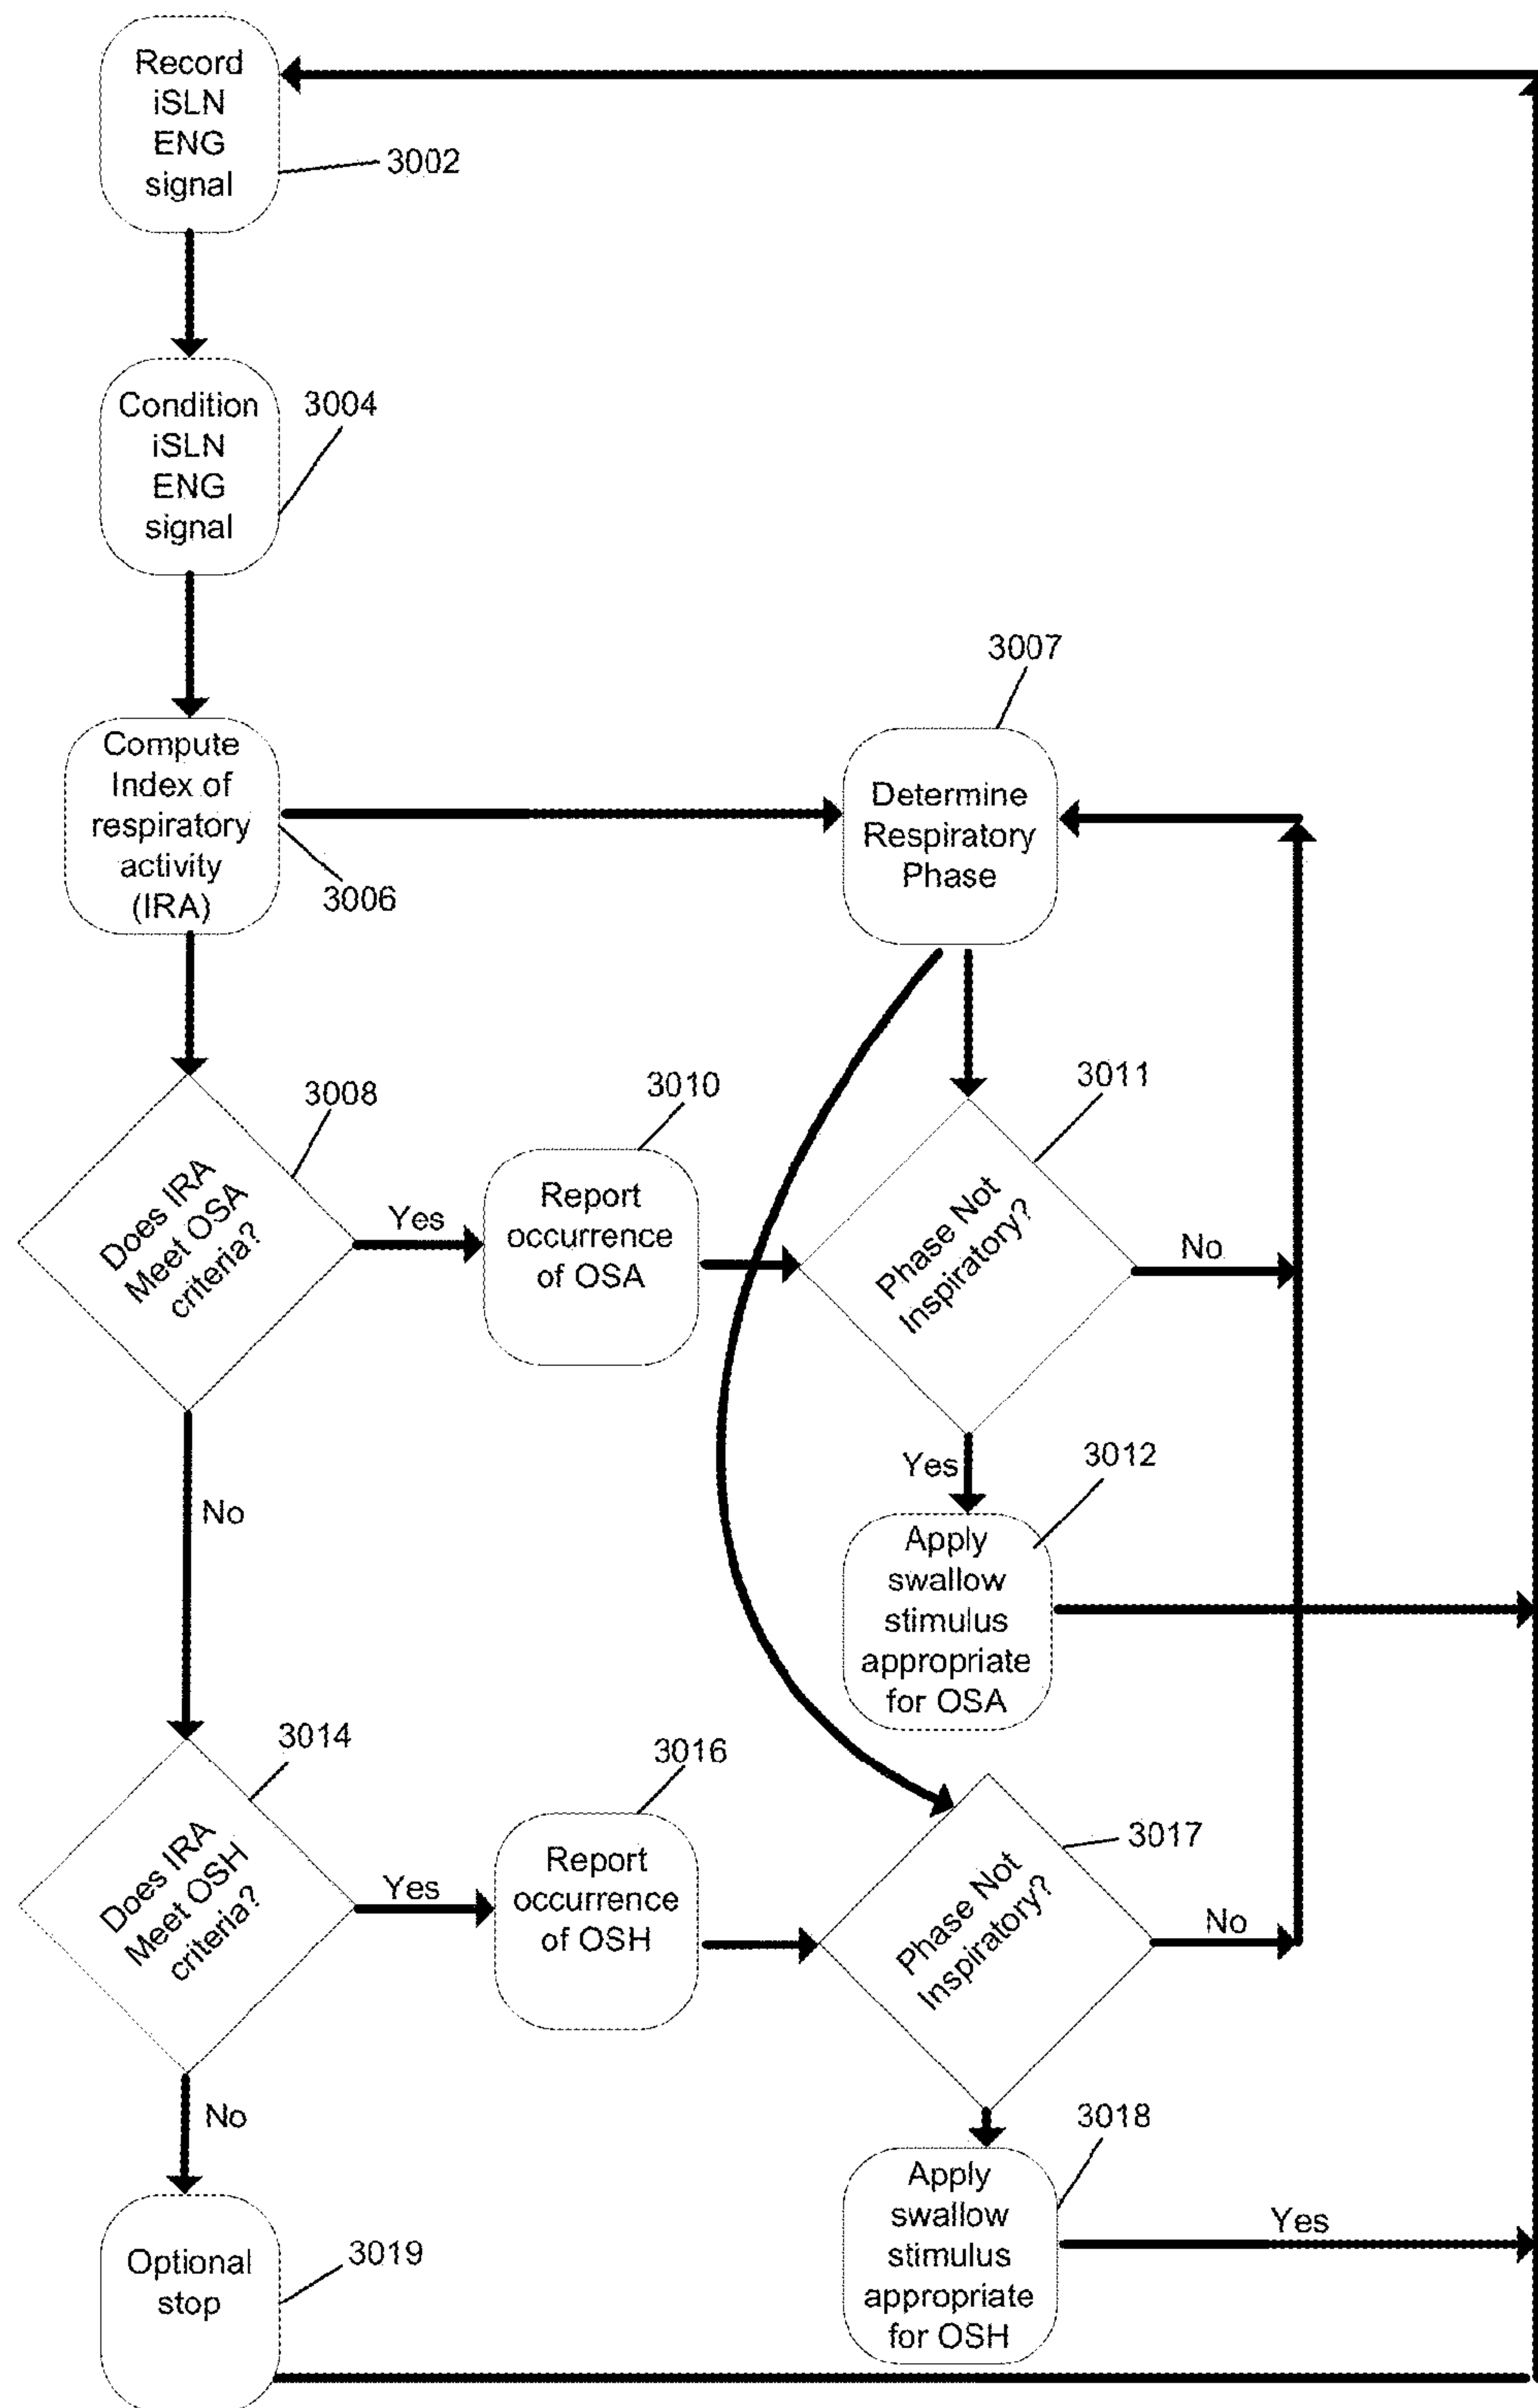 Record
iSLN
ENG
signal
3002
Condition
iSLN
ENG
signal
3004
3007
Compute
Index of
respiratory
activity
(IRA)
3006
Determine
Respiratory
Phase
3008
Does IRA
Meet OSA
criteria?
Yes
3010
Report
occurrence
of OSA
3011
Phase Not
Inspiratory?
No
Yes
3012
Apply
swallow
stimulus
appropriate
for OSA
No
3014
Does IRA
Meet OSH
criteria?
Yes
3016
Report
occurrence
of OSH
3017
Phase Not
Inspiratory?
No
No
3018
Apply
swallow
stimulus
appropriate
for OSH
Yes
Optional
stop
3019